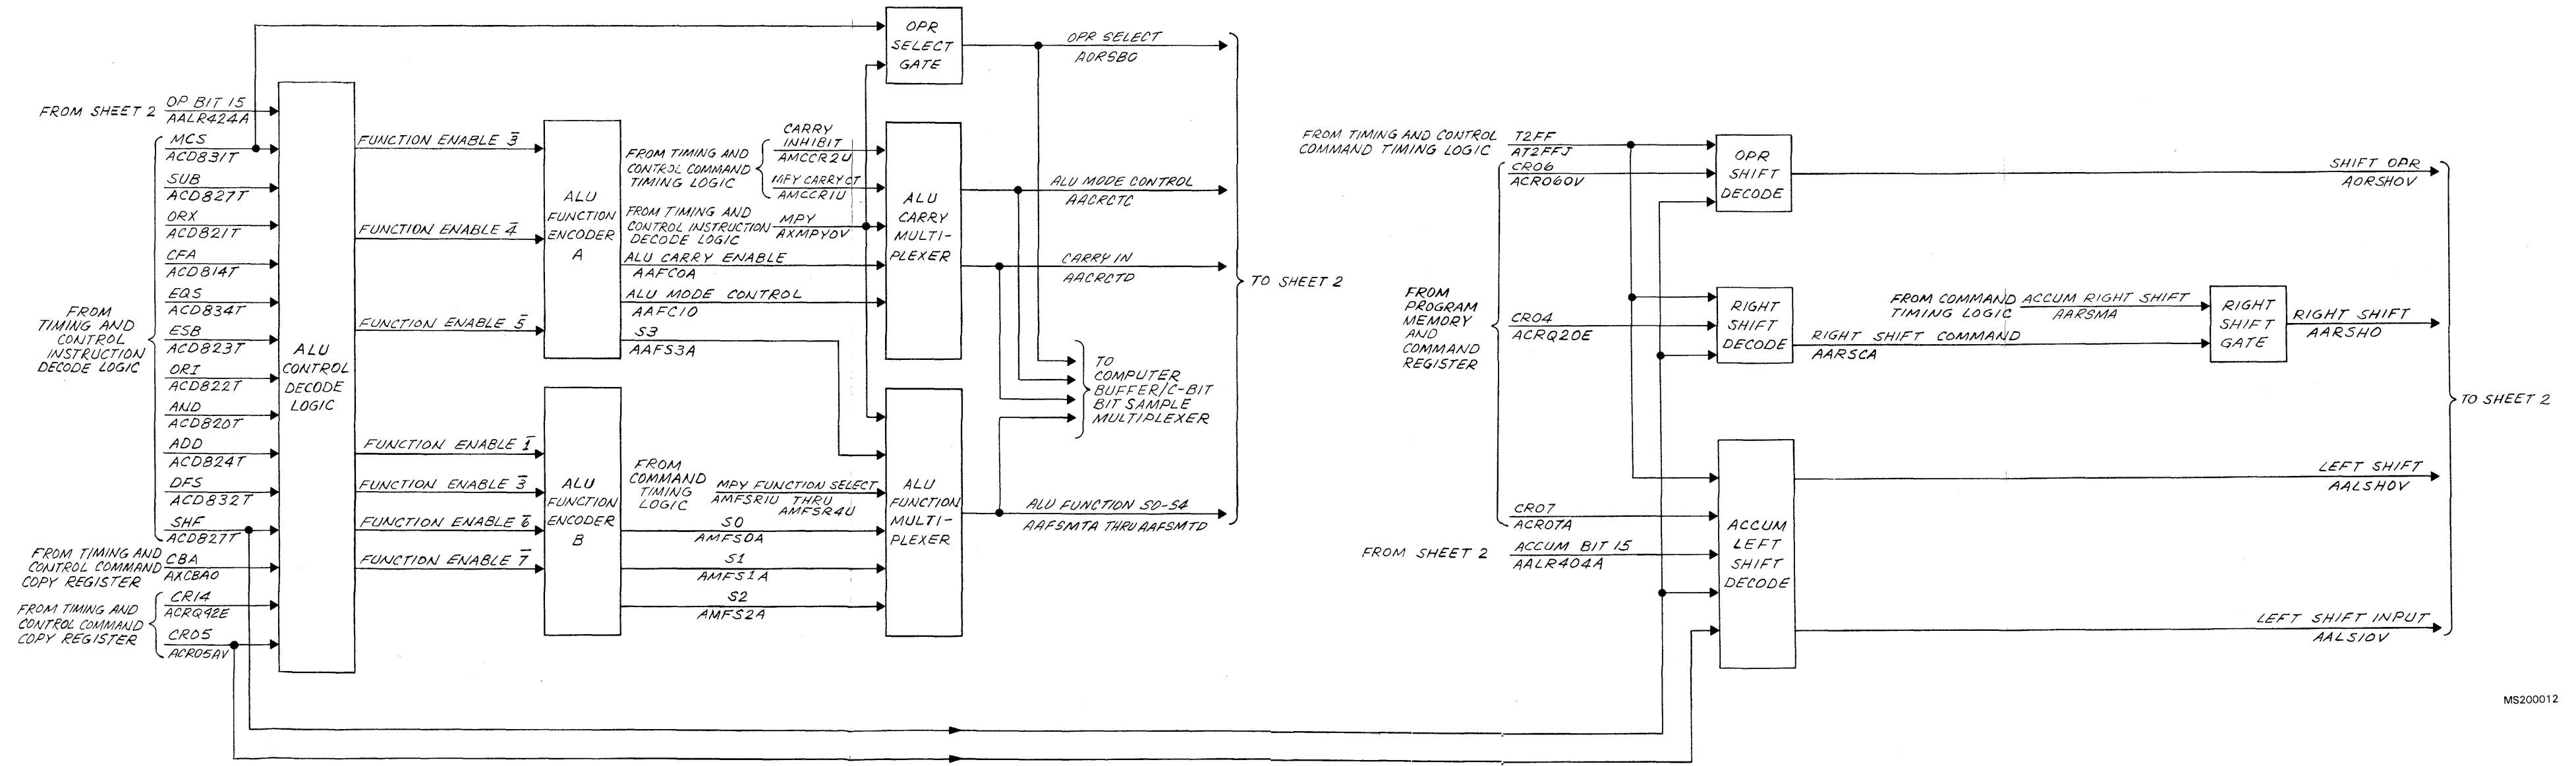 OPR
SELECT
GATE
OPR SELECT
AORSBO
FROM SHEET 2
OP BIT 15
AALR424A
MCS
ACD831T
SUB
ACD827T
ORX
ACD821T
CFA
ACD814T
EQS
ACD834T
ESB
ACD823T
ORI
ACD822T
AND
ACD820T
ADD
ACD824T
DFS
ACD832T
SHF
ACD827T
FROM
TIMING AND
CONTROL
INSTRUCTION
DECODE LOGIC
FROM TIMING AND
CONTROL COMMAND
COPY REGISTER
CBA
AXCBAO
FROM TIMING AND
CONTROL COMMAND
COPY REGISTER
CR14
ACRQ42E
CR05
ACR05AV
ALU
CONTROL
DECODE
LOGIC
FUNCTION ENABLE 3̅
FUNCTION ENABLE 4̅
FUNCTION ENABLE 5̅
FUNCTION ENABLE 1̅
FUNCTION ENABLE 3̅
FUNCTION ENABLE 6̅
FUNCTION ENABLE 7̅
ALU
FUNCTION
ENCODER
A
ALU
FUNCTION
ENCODER
B
FROM TIMING AND
CONTROL COMMAND
TIMING LOGIC
CARRY
INHIBIT
AMCCR2U
MPY CARRY CT
AMCCR1U
FROM TIMING AND
CONTROL INSTRUCTION
DECODE LOGIC
MPY
AXMPYOV
ALU CARRY ENABLE
AAFC0A
ALU MODE CONTROL
AAFC10
S3
AAFS3A
FROM
COMMAND
TIMING
LOGIC
MPY FUNCTION SELECT
AMFSR1U THRU
AMFSR4U
S0
AMFS0A
S1
AMFS1A
S2
AMFS2A
ALU
CARRY
MULTI-
PLEXER
ALU
FUNCTION
MULTI-
PLEXER
ALU MODE CONTROL
AACRCTC
CARRY IN
AACRCTD
TO
COMPUTER
BUFFER/C-BIT
BIT SAMPLE
MULTIPLEXER
ALU FUNCTION S0-S4
AAFSMTA THRU AAFSMTD
TO SHEET 2
FROM TIMING AND CONTROL
COMMAND TIMING LOGIC
T2FF
AT2FFJ
CR06
ACR060V
FROM
PROGRAM
MEMORY
AND
COMMAND
REGISTER
CR04
ACRQ20E
CR07
ACR07A
FROM SHEET 2
ACCUM BIT 15
AALR404A
OPR
SHIFT
DECODE
RIGHT
SHIFT
DECODE
ACCUM
LEFT
SHIFT
DECODE
FROM COMMAND
TIMING LOGIC
ACCUM RIGHT SHIFT
AARSMA
RIGHT SHIFT COMMAND
AARSCA
RIGHT
SHIFT
GATE
SHIFT OPR
AORSHOV
RIGHT SHIFT
AARSHO
LEFT SHIFT
AALSHOV
LEFT SHIFT INPUT
AALSIOV
TO SHEET 2
MS200012